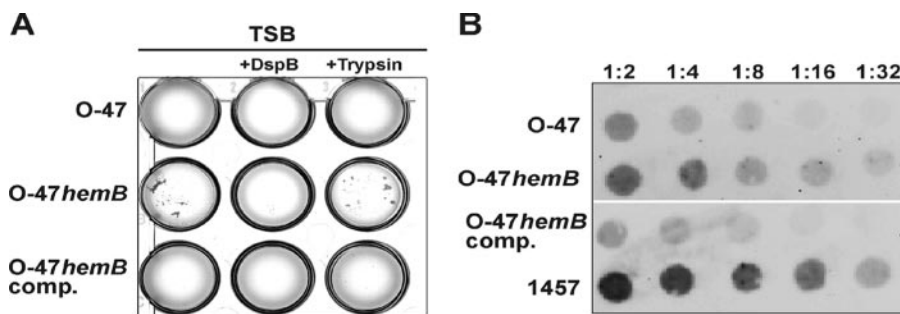 A
TSB
+DspB +Trypsin
O-47
O-47hemB
O-47hemB
comp.
B
1:2 1:4 1:8 1:16 1:32
O-47
O-47hemB
O-47hemB
comp.
1457